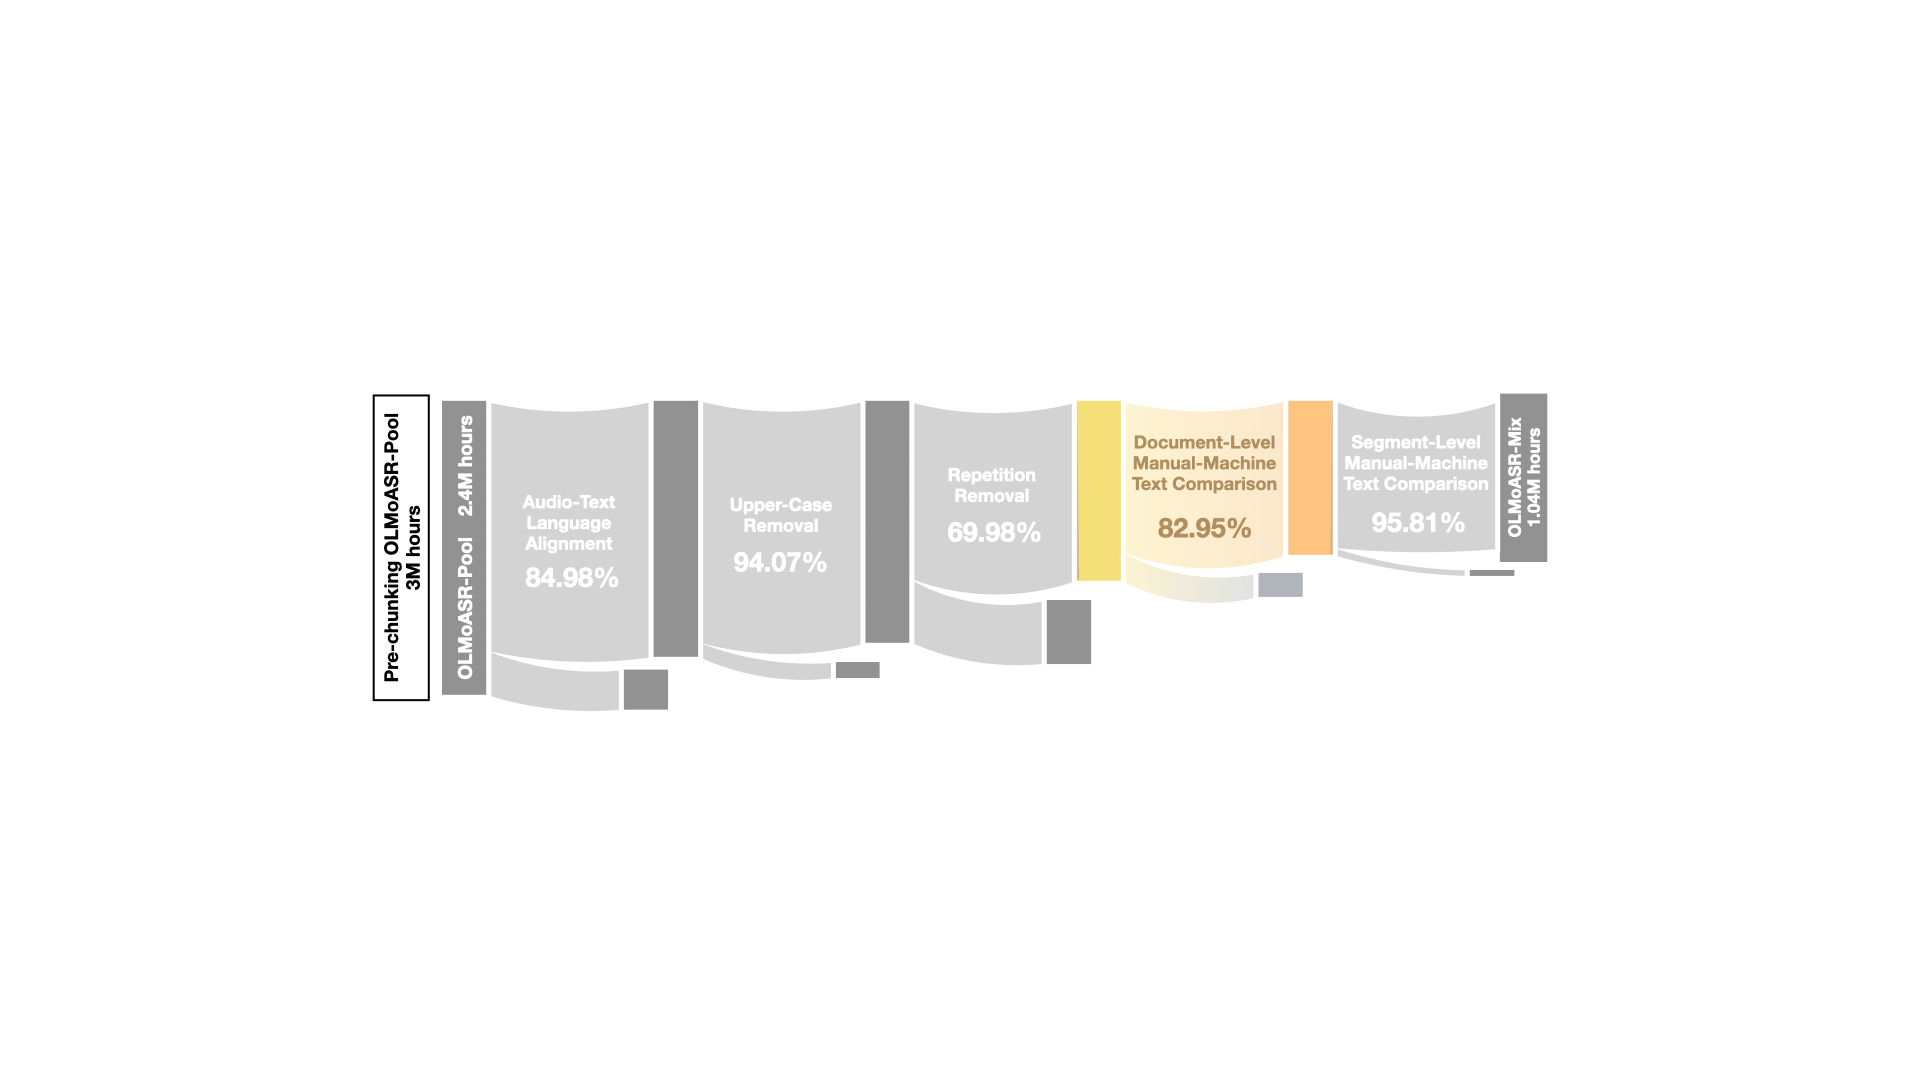 Pre-chunking OLMoASR-Pool
3M hours
OLMoASR-Pool 2.4M hours
Audio-Text
Language
Alignment
84.98%
Upper-Case
Removal
94.07%
Repetition
Removal
69.98%
Document-Level
Manual-Machine
Text Comparison
82.95%
Segment-Level
Manual-Machine
Text Comparison
95.81%
OLMoASR-Mix
1.04M hours